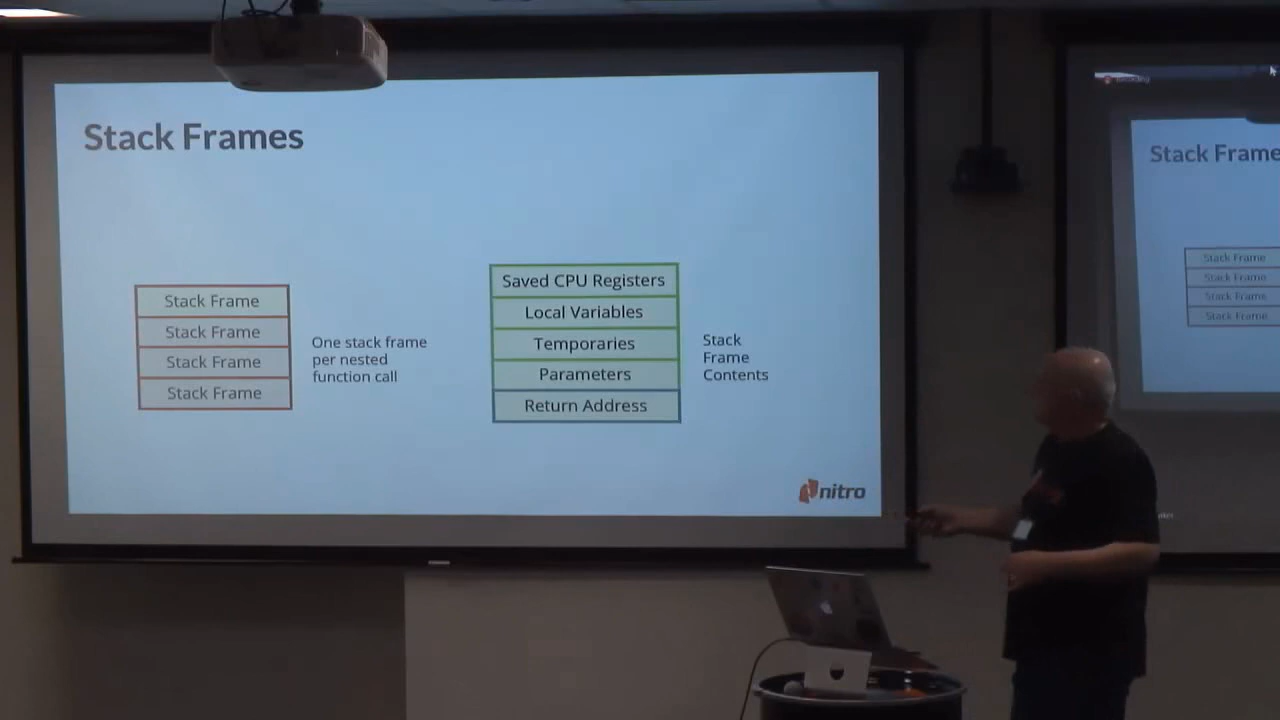 Stack Frames
Stack Frame
Stack Frame
Stack Frame
Stack Frame
One stack frame
per nested
function call
Saved CPU Registers
Local Variables
Temporaries
Parameters
Return Address
Stack
Frame
Contents
nitro
Stack Frame
Stack Frame
Stack Frame
Stack Frame
Stack Frame